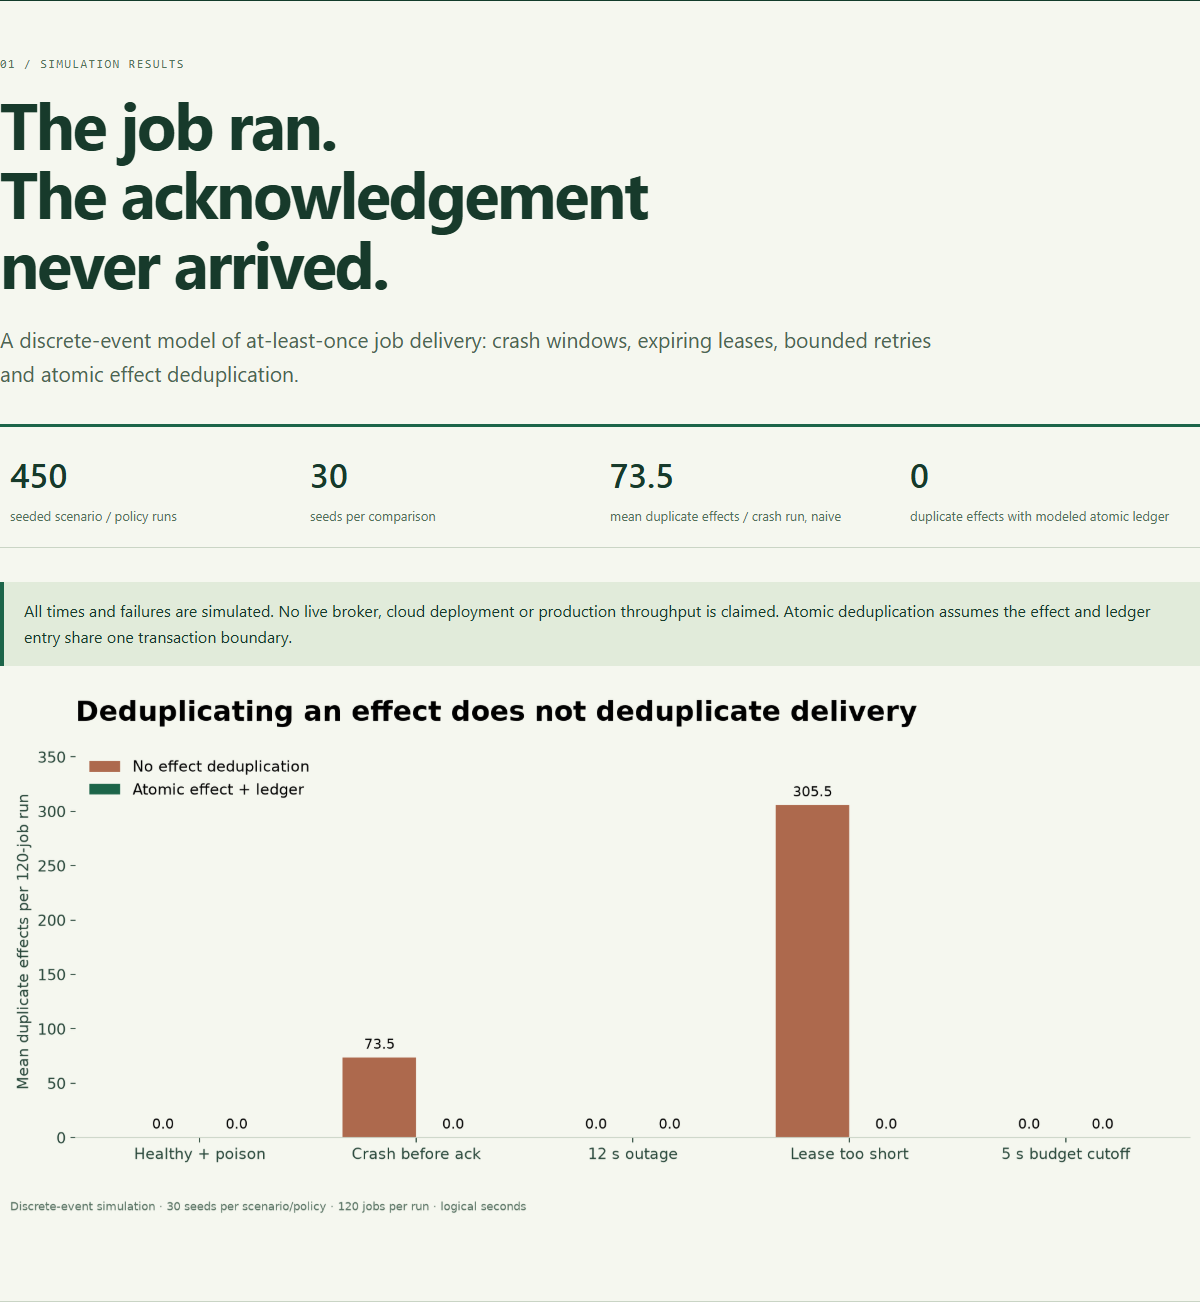 01 / SIMULATION RESULTS
The job ran.
The acknowledgement
never arrived.
A discrete-event model of at-least-once job delivery: crash windows, expiring leases, bounded retries
and atomic effect deduplication.
450
seeded scenario / policy runs
30
seeds per comparison
73.5
mean duplicate effects / crash run, naive
0
duplicate effects with modeled atomic ledger
All times and failures are simulated. No live broker, cloud deployment or production throughput is claimed. Atomic deduplication assumes the effect and ledger
entry share one transaction boundary.
Deduplicating an effect does not deduplicate delivery
Mean duplicate effects per 120-job run
350
300
250
200
150
100
50
0
No effect deduplication
Atomic effect + ledger
0.0
0.0
73.5
0.0
0.0
0.0
305.5
0.0
0.0
0.0
Healthy + poison
Crash before ack
12 s outage
Lease too short
5 s budget cutoff
Discrete-event simulation · 30 seeds per scenario/policy · 120 jobs per run · logical seconds